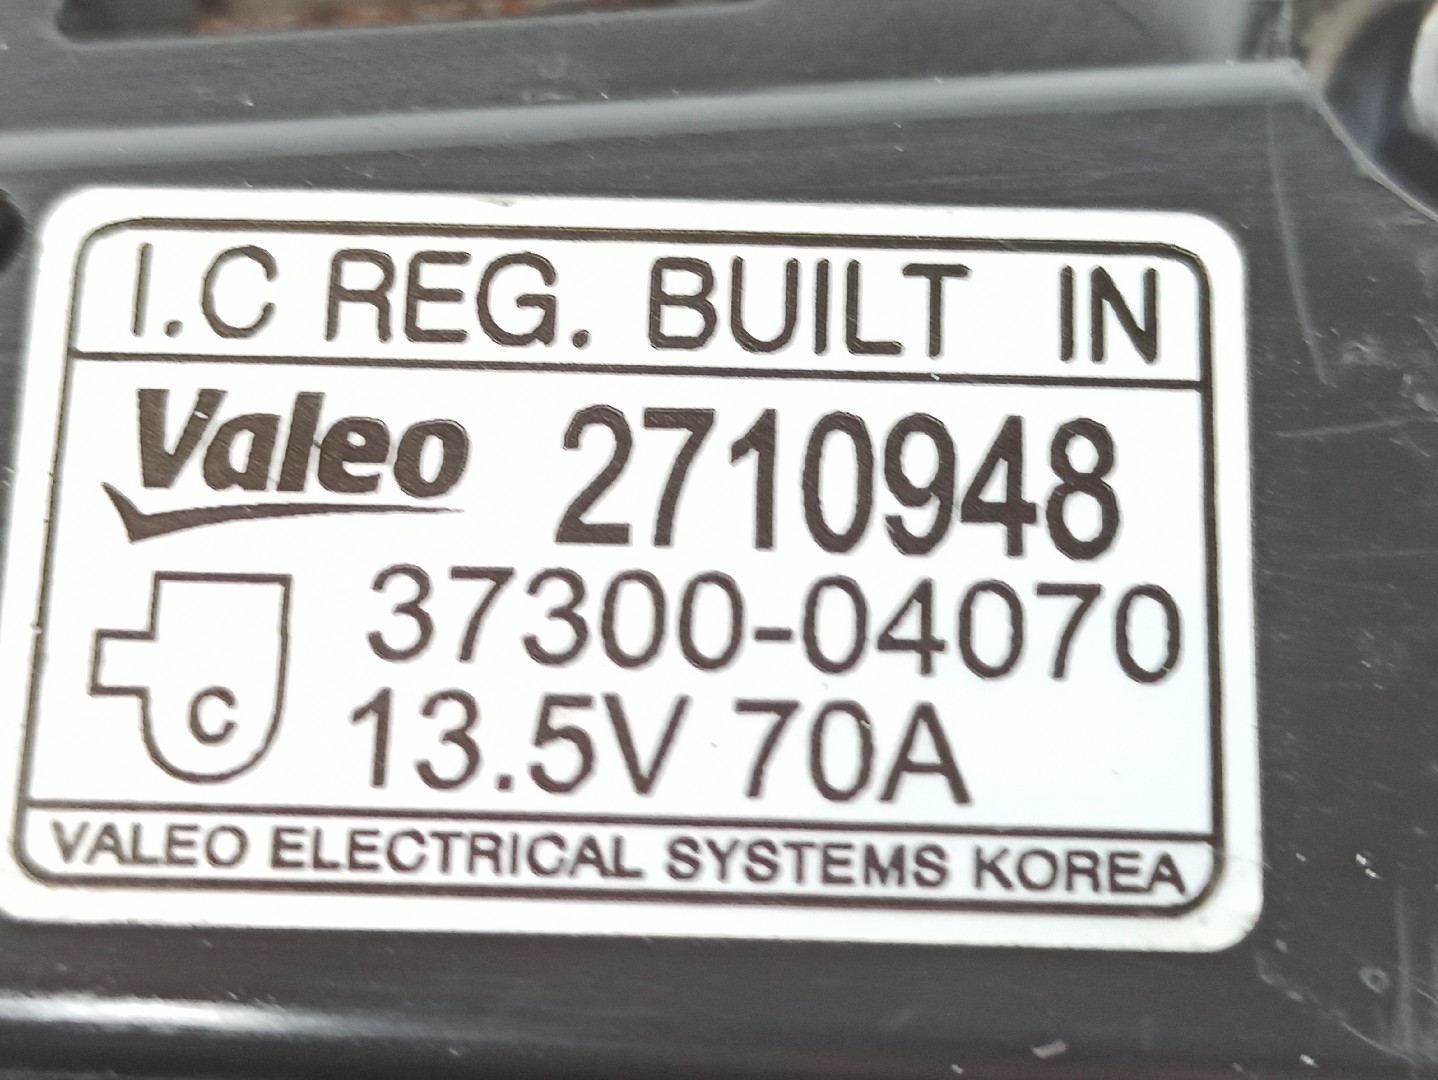 I.C REG. BUILT IN
Valeo 2710948
37300-04070
C 13.5V 70A
VALEO ELECTRICAL SYSTEMS KOREA